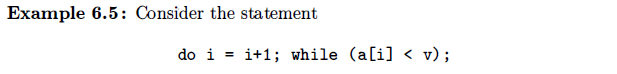 Example 6.5: Consider the statement
do i = i+1; while (a[i] < v);